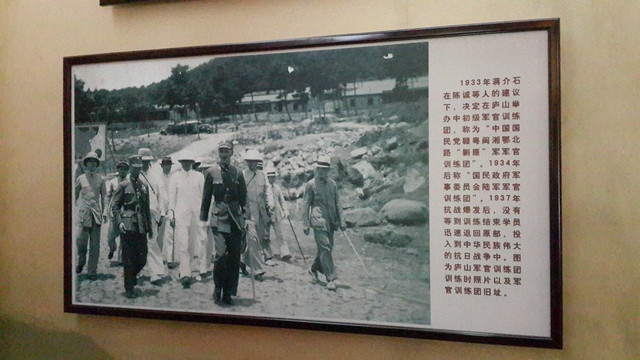 1933年蒋介石
在陈诚等人的建议
下，决定在庐山举
办中初级军官训练
团，称为“中国国
民党赣粤闽湘鄂北
路“剿匪”军军官
训练团”。1934年
后称“国民政府军
事委员会陆军军官
训练团”。1937年
抗战爆发后，没有
等到训练结束学员
迅速返回原部，投
入到中华民族伟大
的抗日战争中。图
为庐山军官训练团
训练时照片以及军
官训练团旧址。